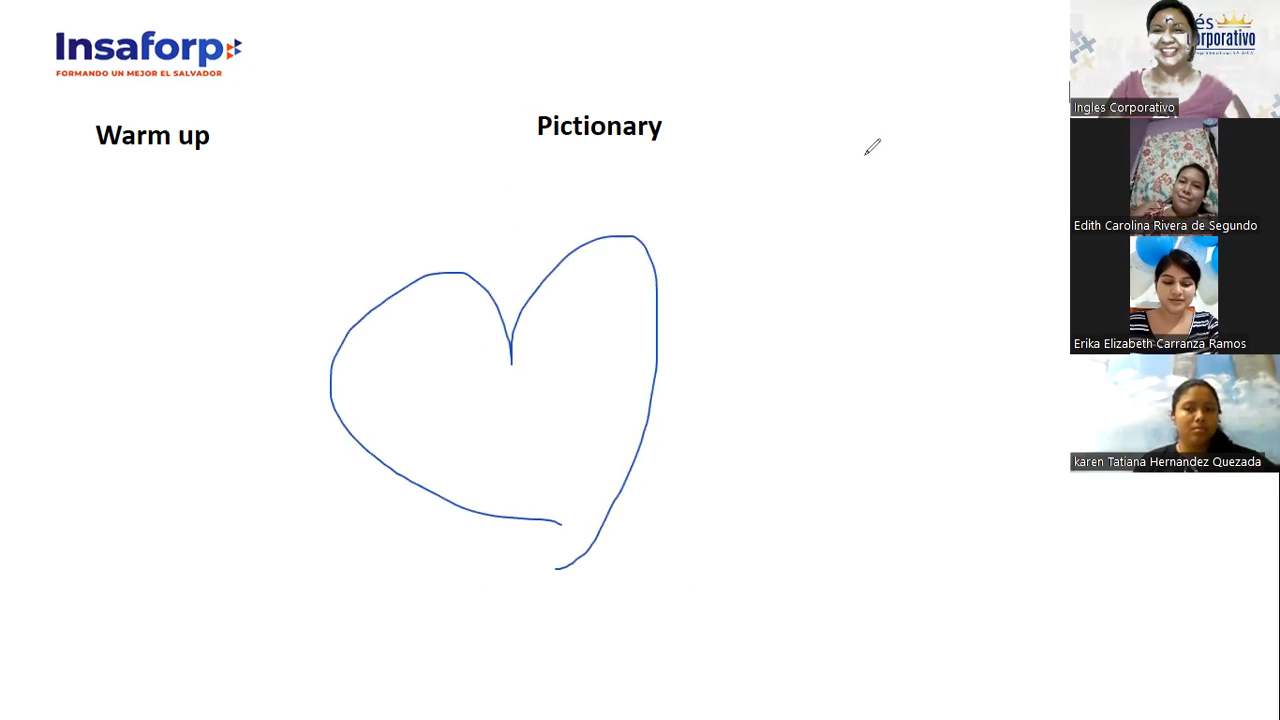 Insaforp
FORMANDO UN MEJOR EL SALVADOR
Warm up
Pictionary
Corporativo
Ingles Corporativo
Edith Carolina Rivera de Segundo
Erika Elizabeth Carranza Ramos
karen Tatiana Hernandez Quezada